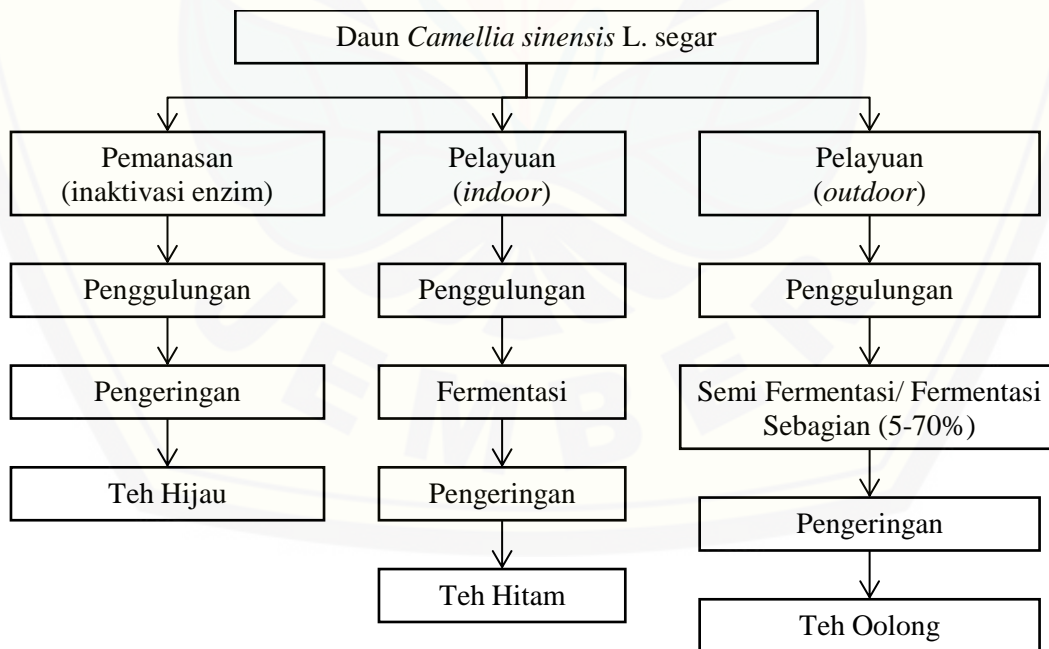 Daun Camellia sinensis L. segar
Pemanasan
(inaktivasi enzim)
Penggulungan
Pengeringan
Teh Hijau
Pelayuan
(indoor)
Penggulungan
Fermentasi
Pengeringan
Teh Hitam
Pelayuan
(outdoor)
Penggulungan
Semi Fermentasi/ Fermentasi
Sebagian (5-70%)
Pengeringan
Teh Oolong
JEMBER